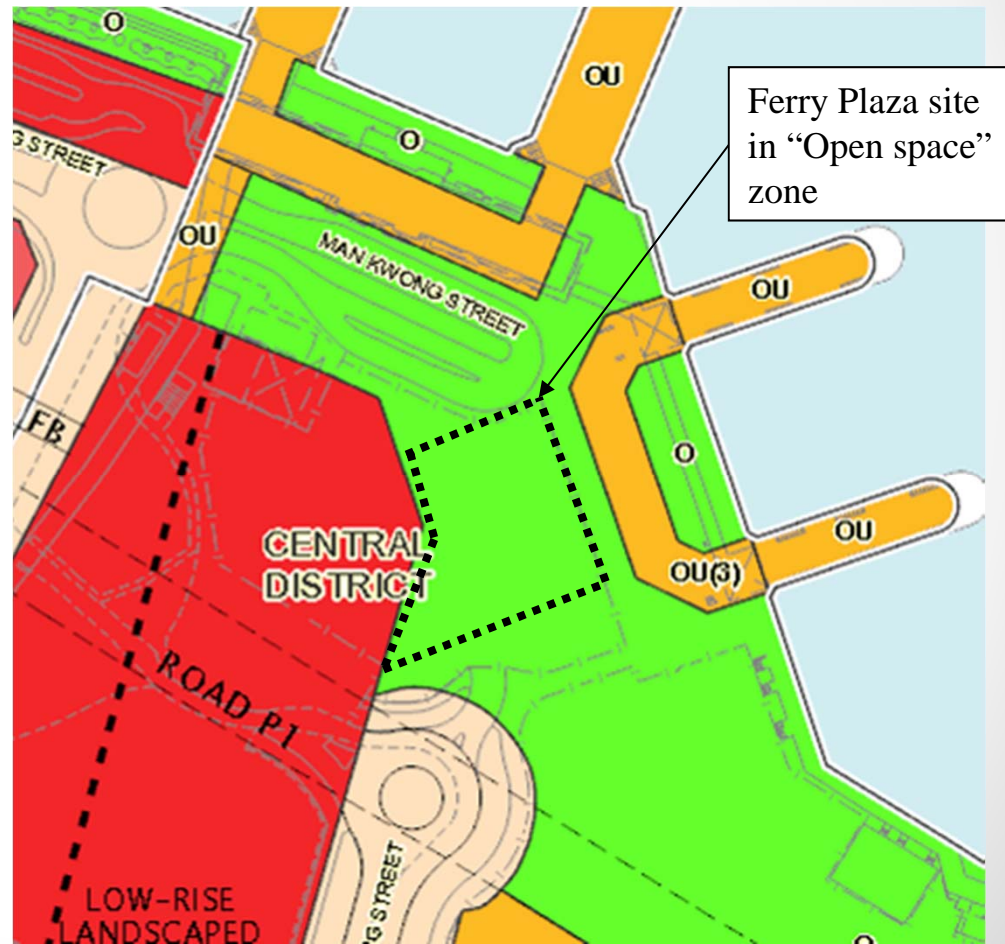 O
OU
Ferry Plaza site
in “Open space”
zone
O
G STREET
OU
MAN KWONG STREET
OU
FB
O
OU
CENTRAL
DISTRICT
OU(3)
ROAD P1
G STREET
LOW-RISE
LANDSCAPED
O